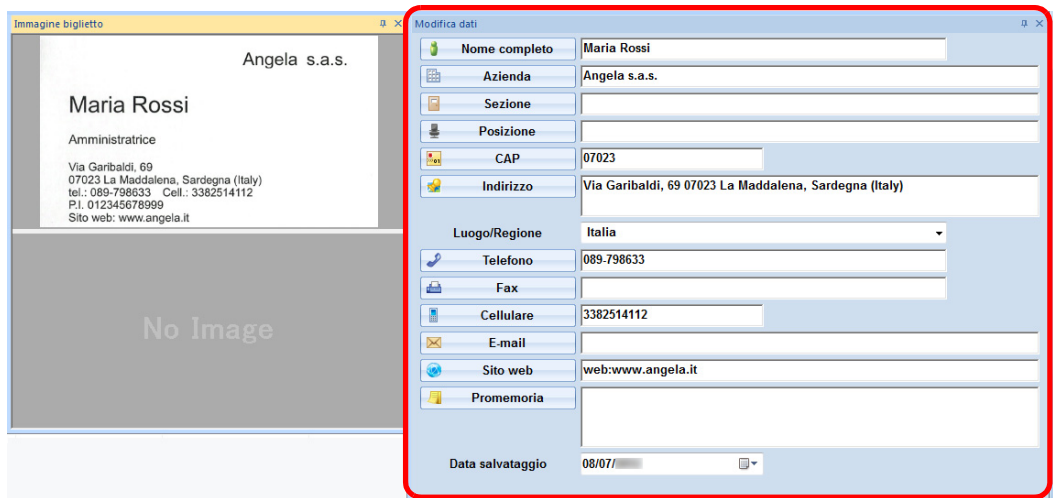 Immagine biglietto
Angela s.a.s.
Maria Rossi
Amministratrice
Via Garibaldi, 69
07023 La Maddalena, Sardegna (Italy)
tel.: 089-798633 Cell.: 3382514112
P.I. 012345678999
Sito web: www.angela.it
No Image
Modifica dati
Nome completo Maria Rossi
Azienda Angela s.a.s.
Sezione
Posizione
CAP 07023
Indirizzo Via Garibaldi, 69 07023 La Maddalena, Sardegna (Italy)
Luogo/Regione Italia
Telefono 089-798633
Fax
Cellulare 3382514112
E-mail
Sito web web:www.angela.it
Promemoria
Data salvataggio 08/07/